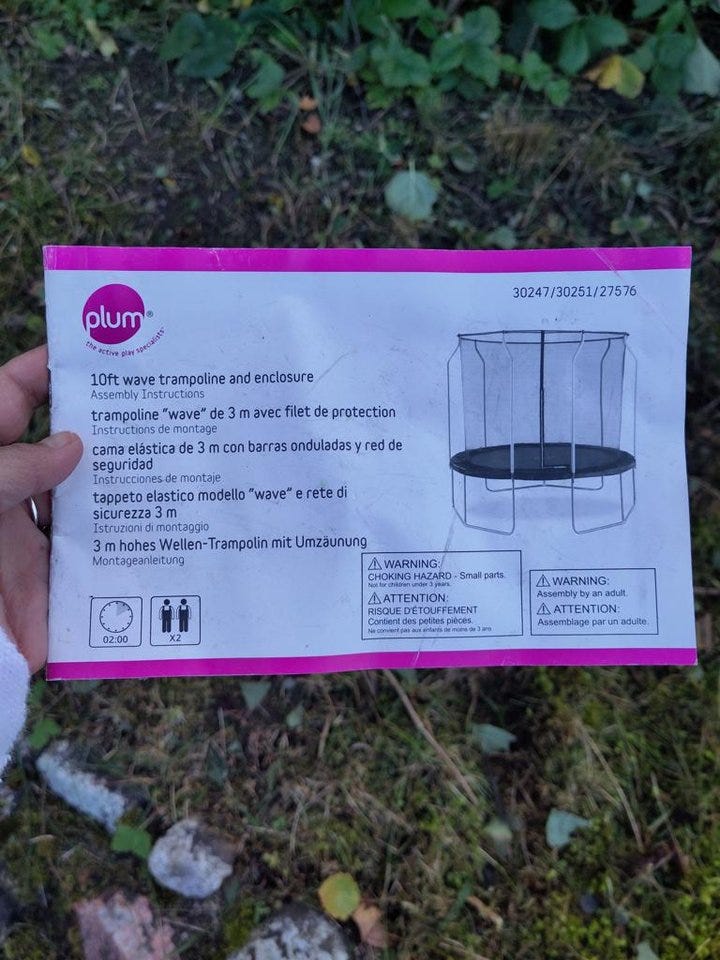 plum®
the active play specialists
30247/30251/27576
10ft wave trampoline and enclosure
Assembly Instructions
trampoline "wave" de 3 m avec filet de protection
Instructions de montage
cama elástica de 3 m con barras onduladas y red de
seguridad
Instrucciones de montaje
tappeto elastico modello "wave" e rete di
sicurezza 3 m
Istruzioni di montaggio
3 m hohes Wellen-Trampolin mit Umzäunung
Montageanleitung
02:00
X2
WARNING:
CHOKING HAZARD - Small parts.
Not for children under 3 years.
ATTENTION:
RISQUE D'ÉTOUFFEMENT
Contient des petites pièces.
Ne convient pas aux enfants de moins de 3 ans
WARNING:
Assembly by an adult.
ATTENTION:
Assemblage par un adulte.